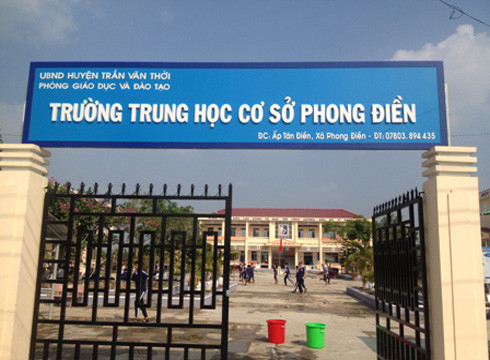 UBND HUYỆN TRẦN VĂN THỜI
PHÒNG GIÁO DỤC VÀ ĐÀO TẠO
TRƯỜNG TRUNG HỌC CƠ SỞ PHONG ĐIỀN
ĐC: Ấp Tân Điền, Xã Phong Điền - ĐT: 07803. 894 435